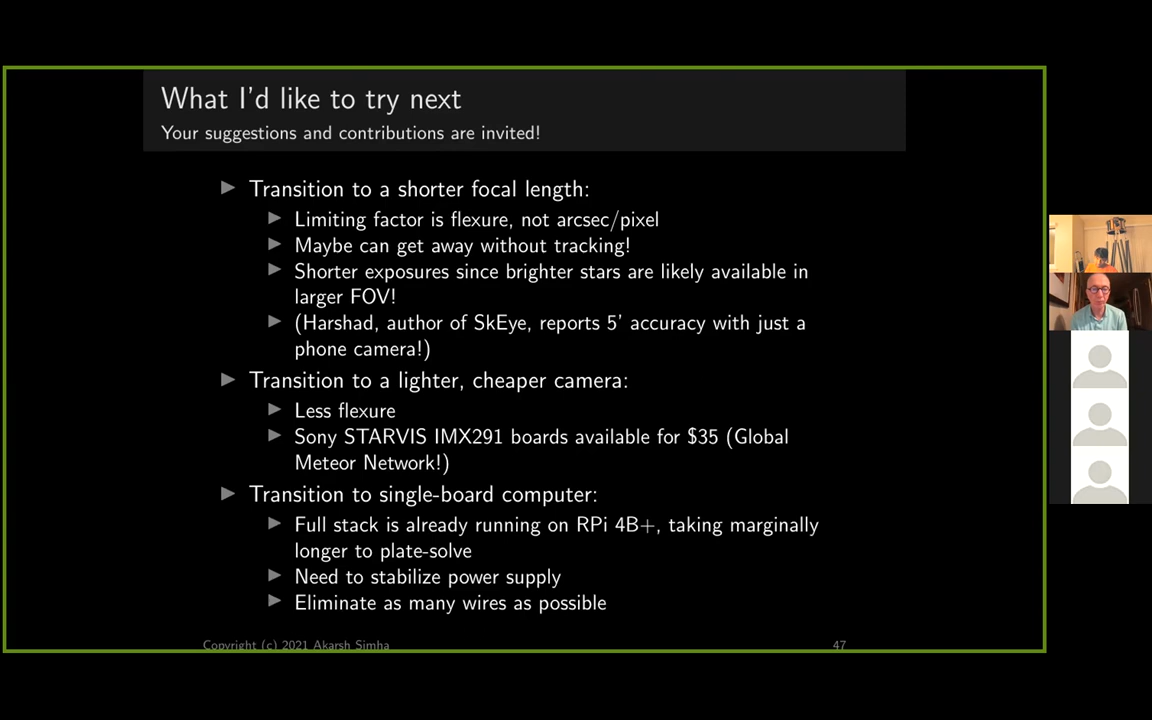 What I'd like to try next
Your suggestions and contributions are invited!
Transition to a shorter focal length:
Limiting factor is flexure, not arcsec/pixel
Maybe can get away without tracking!
Shorter exposures since brighter stars are likely available in
larger FOV!
(Harshad, author of SkEye, reports 5' accuracy with just a
phone camera!)
Transition to a lighter, cheaper camera:
Less flexure
Sony STARVIS IMX291 boards available for $35 (Global
Meteor Network!)
Transition to single-board computer:
Full stack is already running on RPi 4B+, taking marginally
longer to plate-solve
Need to stabilize power supply
Eliminate as many wires as possible
Copyright (c) 2021 Akarsh Simha
47